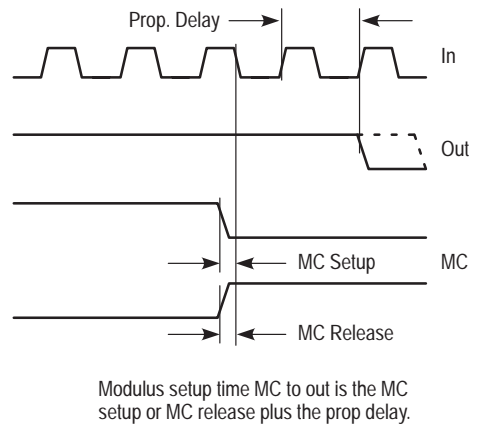 Prop. Delay
In
Out
MC Setup
MC
MC Release
Modulus setup time MC to out is the MC
setup or MC release plus the prop delay.